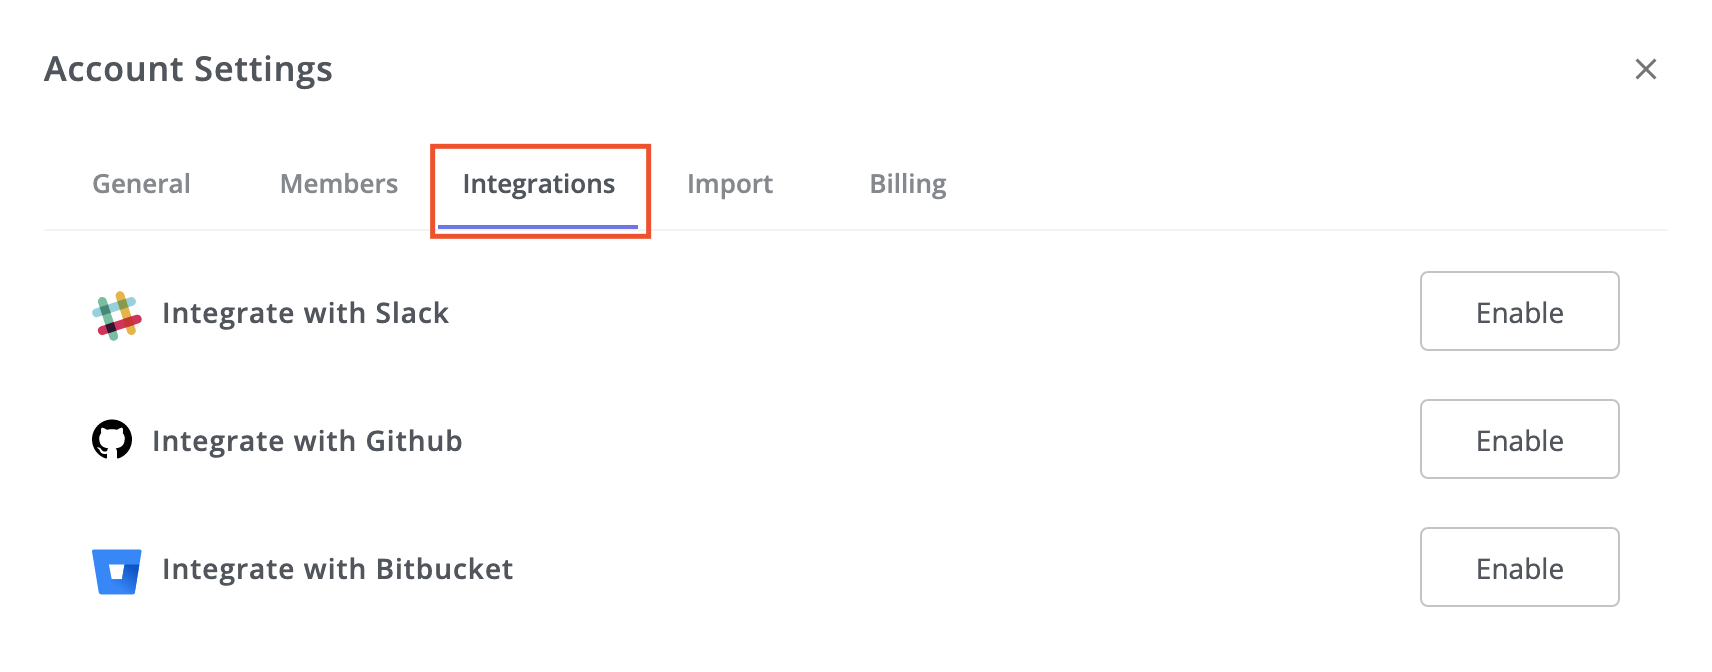 Account Settings
General Members Integrations Import Billing
Integrate with Slack Enable
Integrate with Github Enable
Integrate with Bitbucket Enable